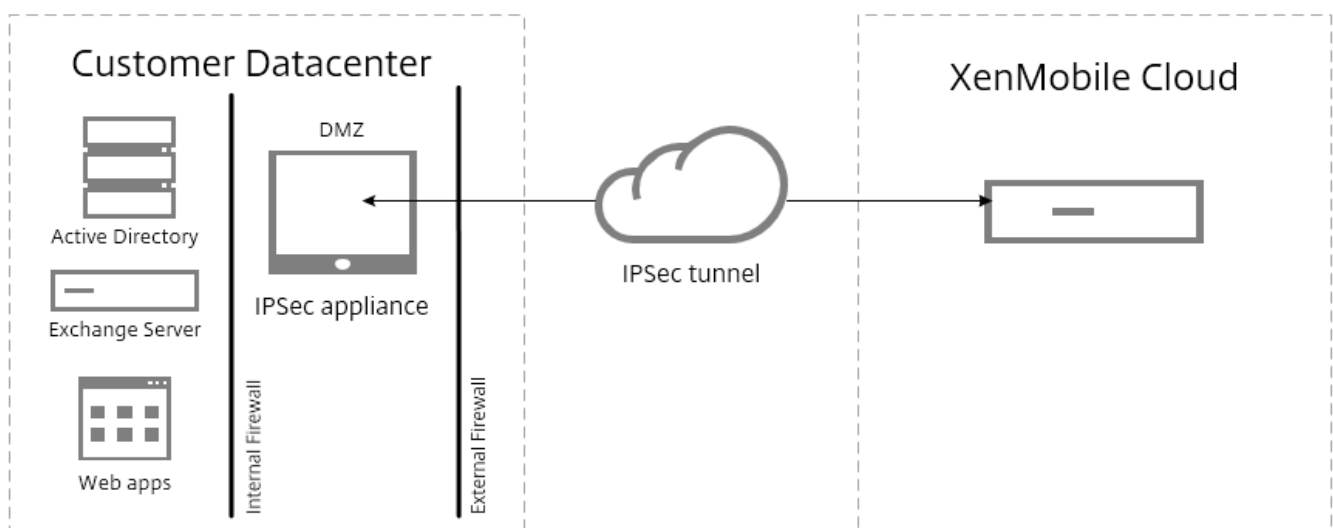 Customer Datacenter
XenMobile Cloud
DMZ
Active Directory
IPSec appliance
IPSec tunnel
Exchange Server
Web apps
Internal Firewall
External Firewall